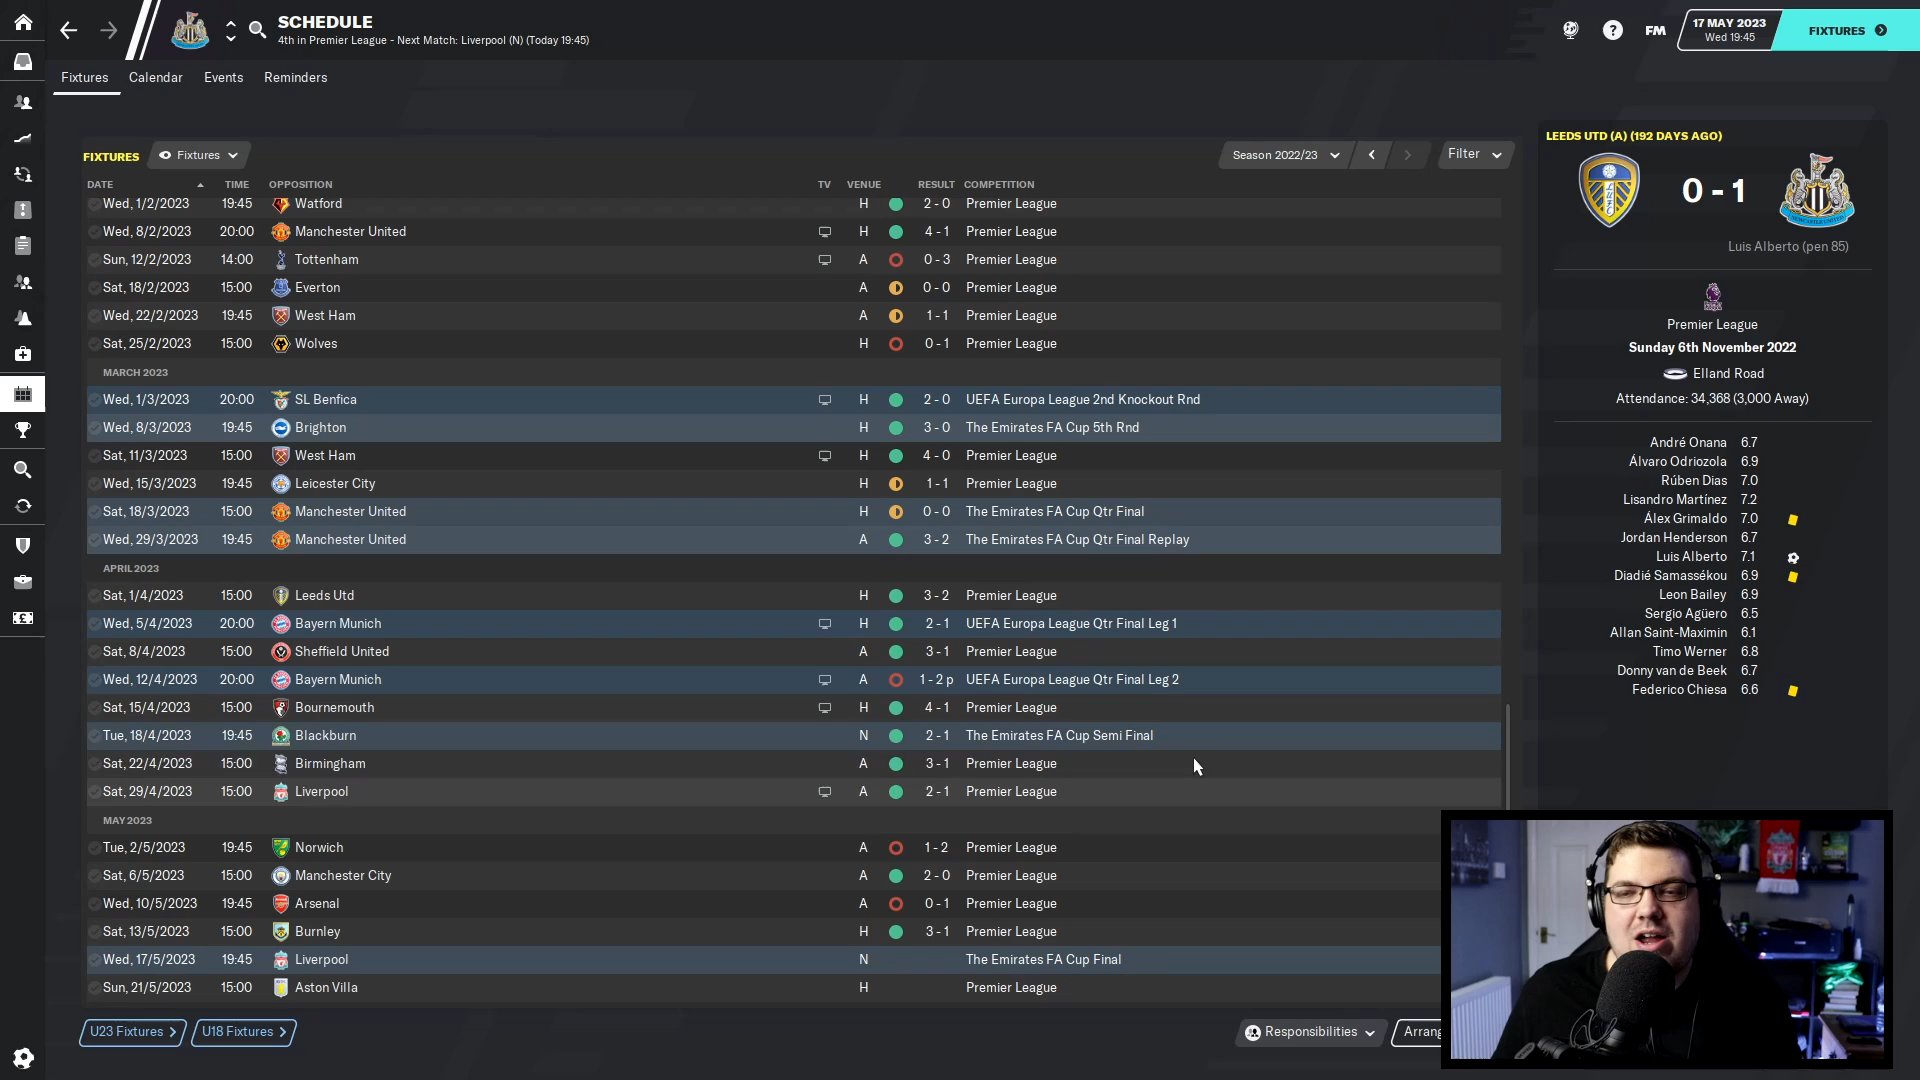 SCHEDULE
4th in Premier League - Next Match: Liverpool (N) (Today 19:45)
FM
17 MAY 2023
Wed 19:45
FIXTURES
Fixtures Calendar Events Reminders
FIXTURES Fixtures Season 2022/23 Filter
DATE TIME OPPOSITION TV VENUE RESULT COMPETITION
Wed, 1/2/2023 19:45 Watford H 2 - 0 Premier League
Wed, 8/2/2023 20:00 Manchester United H 4 - 1 Premier League
Sun, 12/2/2023 14:00 Tottenham A 0 - 3 Premier League
Sat, 18/2/2023 15:00 Everton A 0 - 0 Premier League
Wed, 22/2/2023 19:45 West Ham A 1 - 1 Premier League
Sat, 25/2/2023 15:00 Wolves H 0 - 1 Premier League
MARCH 2023
Wed, 1/3/2023 20:00 SL Benfica H 2 - 0 UEFA Europa League 2nd Knockout Rnd
Wed, 8/3/2023 19:45 Brighton H 3 - 0 The Emirates FA Cup 5th Rnd
Sat, 11/3/2023 15:00 West Ham H 4 - 0 Premier League
Wed, 15/3/2023 19:45 Leicester City H 1 - 1 Premier League
Sat, 18/3/2023 15:00 Manchester United H 0 - 0 The Emirates FA Cup Qtr Final
Wed, 29/3/2023 19:45 Manchester United A 3 - 2 The Emirates FA Cup Qtr Final Replay
APRIL 2023
Sat, 1/4/2023 15:00 Leeds Utd H 3 - 2 Premier League
Wed, 5/4/2023 20:00 Bayern Munich H 2 - 1 UEFA Europa League Qtr Final Leg 1
Sat, 8/4/2023 15:00 Sheffield United A 3 - 1 Premier League
Wed, 12/4/2023 20:00 Bayern Munich A 1 - 2 p UEFA Europa League Qtr Final Leg 2
Sat, 15/4/2023 15:00 Bournemouth H 4 - 1 Premier League
Tue, 18/4/2023 19:45 Blackburn N 2 - 1 The Emirates FA Cup Semi Final
Sat, 22/4/2023 15:00 Birmingham A 3 - 1 Premier League
Sat, 29/4/2023 15:00 Liverpool A 2 - 1 Premier League
MAY 2023
Tue, 2/5/2023 19:45 Norwich A 1 - 2 Premier League
Sat, 6/5/2023 15:00 Manchester City A 2 - 0 Premier League
Wed, 10/5/2023 19:45 Arsenal A 0 - 1 Premier League
Sat, 13/5/2023 15:00 Burnley H 3 - 1 Premier League
Wed, 17/5/2023 19:45 Liverpool N The Emirates FA Cup Final
Sun, 21/5/2023 15:00 Aston Villa H Premier League
U23 Fixtures U18 Fixtures Responsibilities Arrang
LEEDS UTD (A) (192 DAYS AGO)
0 - 1
Luis Alberto (pen 85)
Premier League
Sunday 6th November 2022
Elland Road
Attendance: 34,368 (3,000 Away)
André Onana 6.7
Álvaro Odriozola 6.9
Rúben Dias 7.0
Lisandro Martínez 7.2
Álex Grimaldo 7.0
Jordan Henderson 6.7
Luis Alberto 7.1
Diadié Samassékou 6.9
Leon Bailey 6.9
Sergio Agüero 6.5
Allan Saint-Maximin 6.1
Timo Werner 6.8
Donny van de Beek 6.7
Federico Chiesa 6.6